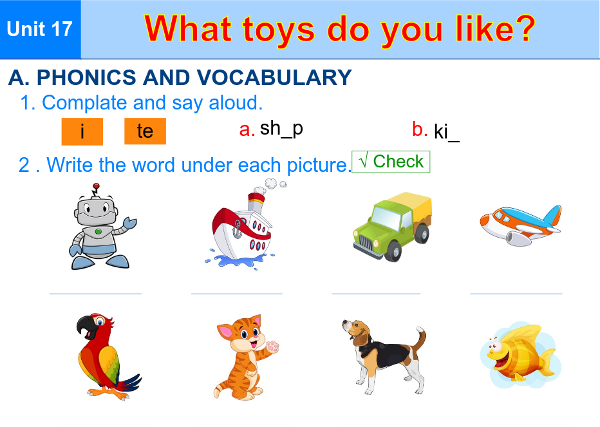 Unit 17
What toys do you like?
A. PHONICS AND VOCABULARY
1. Complate and say aloud.
i te a. sh_p b. ki_
2 . Write the word under each picture. √ Check